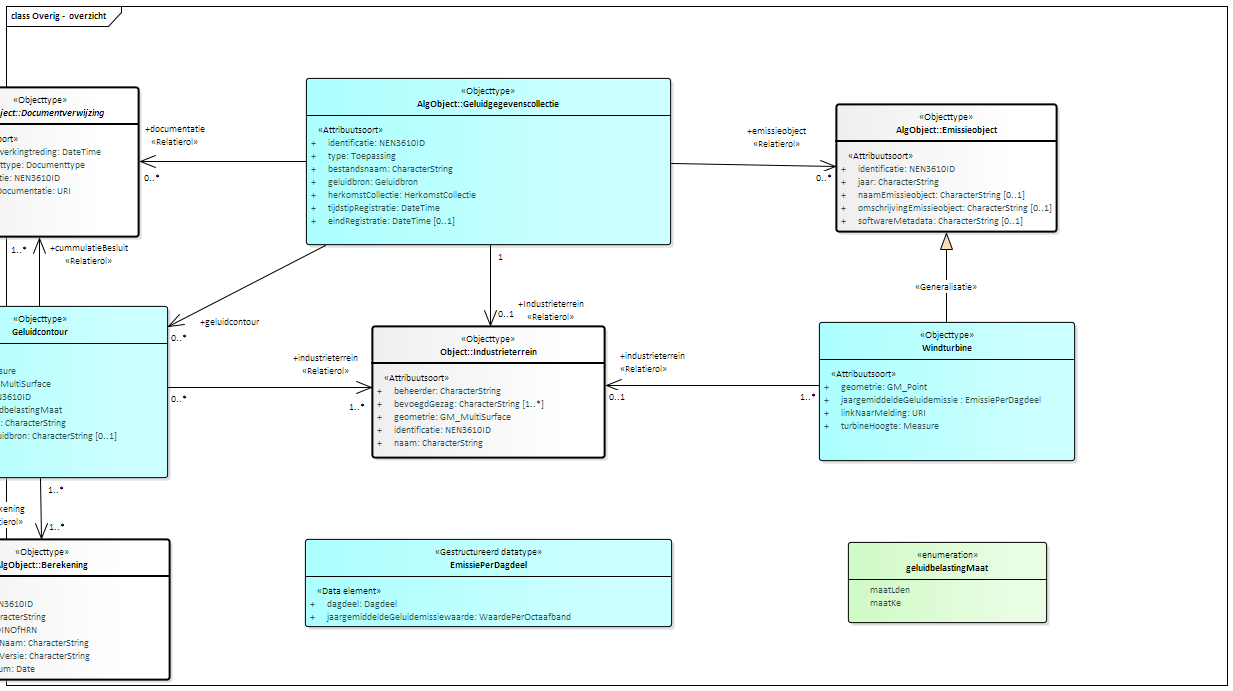 class Overig - overzicht
«Objecttype»
ject::Documentverwijzing
oort»
verkingtreding: DateTime
ttype: Documenttype
tie: NEN3610ID
Documentatie: URI
+documentatie
«Relatierol»
0..*
«Objecttype»
AlgObject::Geluidgegevenscollectie
«Attribuutsoort»
+ identificatie: NEN3610ID
+ type: Toepassing
+ bestandsnaam: CharacterString
+ geluidbron: Geluidbron
+ herkomstCollectie: HerkomstCollectie
+ tijdstipRegistratie: DateTime
+ eindRegistratie: DateTime [0..1]
+emissieobject
«Relatierol»
0..*
«Objecttype»
AlgObject::Emissieobject
«Attribuutsoort»
+ identificatie: NEN3610ID
+ jaar: CharacterString
+ naamEmissieobject: CharacterString [0..1]
+ omschrijvingEmissieobject: CharacterString [0..1]
+ softwareMetadata: CharacterString [0..1]
1..*
+cummulatieBesluit
«Relatierol»
1
+Industrieterrein
0..1 «Relatierol»
«Generalisatie»
«Objecttype»
Geluidcontour
sure
MultiSurface
N3610ID
dbelastingMaat
: CharacterString
uidbron: CharacterString [0..1]
+geluidcontour
0..*
+industrieterrein
«Relatierol»
0..*
1..*
«Objecttype»
Object::Industrieterrein
«Attribuutsoort»
+ beheerder: CharacterString
+ bevoegdGezag: CharacterString [1..*]
+ geometrie: GM_MultiSurface
+ identificatie: NEN3610ID
+ naam: CharacterString
+industrieterrein
«Relatierol»
0..1
1..*
«Objecttype»
Windturbine
«Attribuutsoort»
+ geometrie: GM_Point
+ jaargemiddeldeGeluidemissie : EmissiePerDagdeel
+ linkNaarMelding: URI
+ turbineHoogte: Measure
1..*
kening
tierol»
1..*
«Objecttype»
lgObject::Berekening
N3610ID
racterString
DINOfHRN
Naam: CharacterString
Versie: CharacterString
um: Date
«Gestructureerd datatype»
EmissiePerDagdeel
«Data element»
+ dagdeel: Dagdeel
+ jaargemiddeldeGeluidemissiewaarde: WaardePerOctaafband
«enumeration»
geluidbelastingMaat
maatLden
maatKe